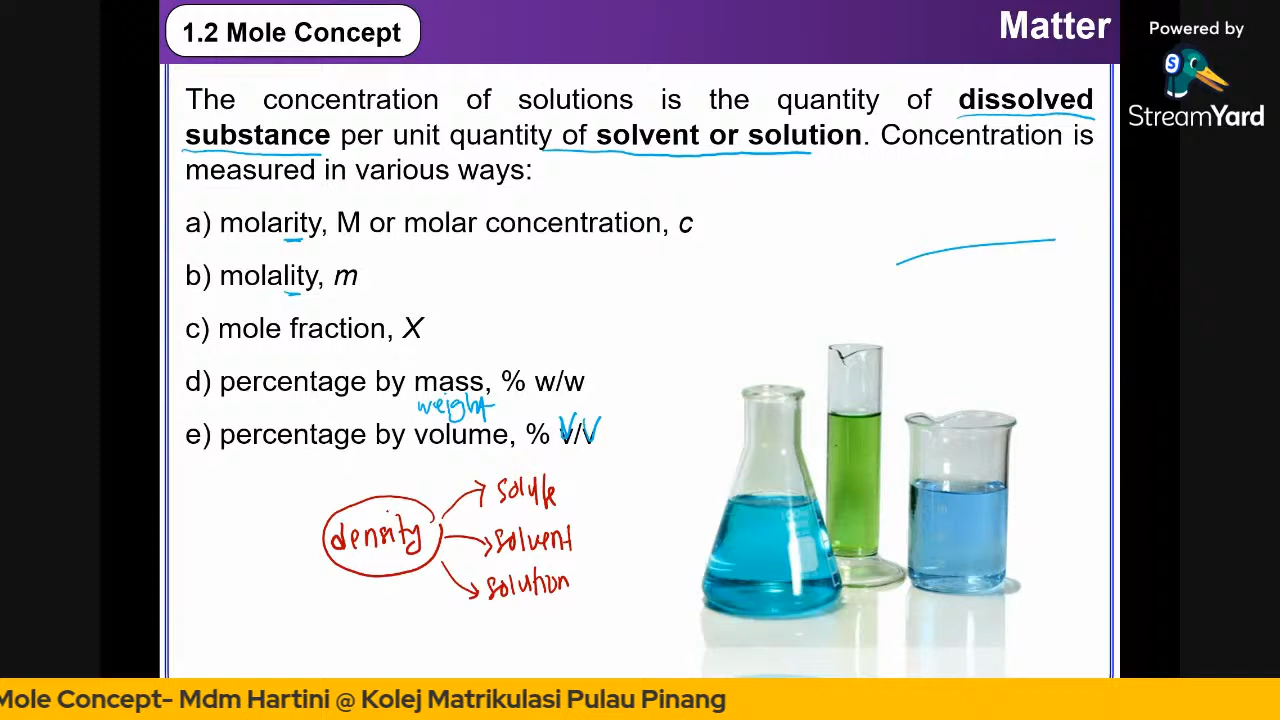 1.2 Mole Concept
Matter
Powered by
StreamYard
The concentration of solutions is the quantity of dissolved
substance per unit quantity of solvent or solution. Concentration is
measured in various ways:
a) molarity, M or molar concentration, c
b) molality, m
c) mole fraction, X
d) percentage by mass, % w/w
weight
e) percentage by volume, % v/v
density
solute
solvent
solution
Mole Concept- Mdm Hartini @ Kolej Matrikulasi Pulau Pinang